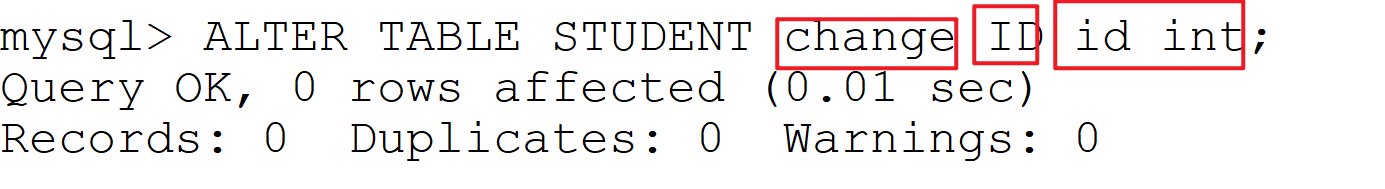 mysql> ALTER TABLE STUDENT change ID id int;
Query OK, 0 rows affected (0.01 sec)
Records: 0  Duplicates: 0  Warnings: 0